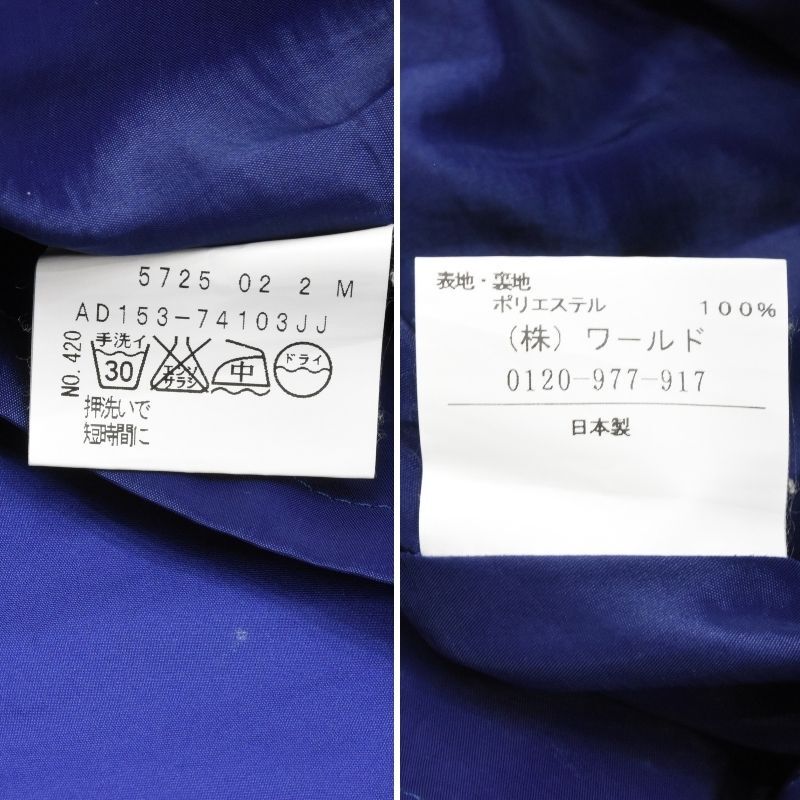 5725 02 2 M
AD153-74103JJ
NO.420
手洗イ
30
エンソ
サラシ
中
ドライ
押洗いで
短時間に
表地・裏地
ポリエステル 100%
(株)ワールド
0120-977-917
日本製